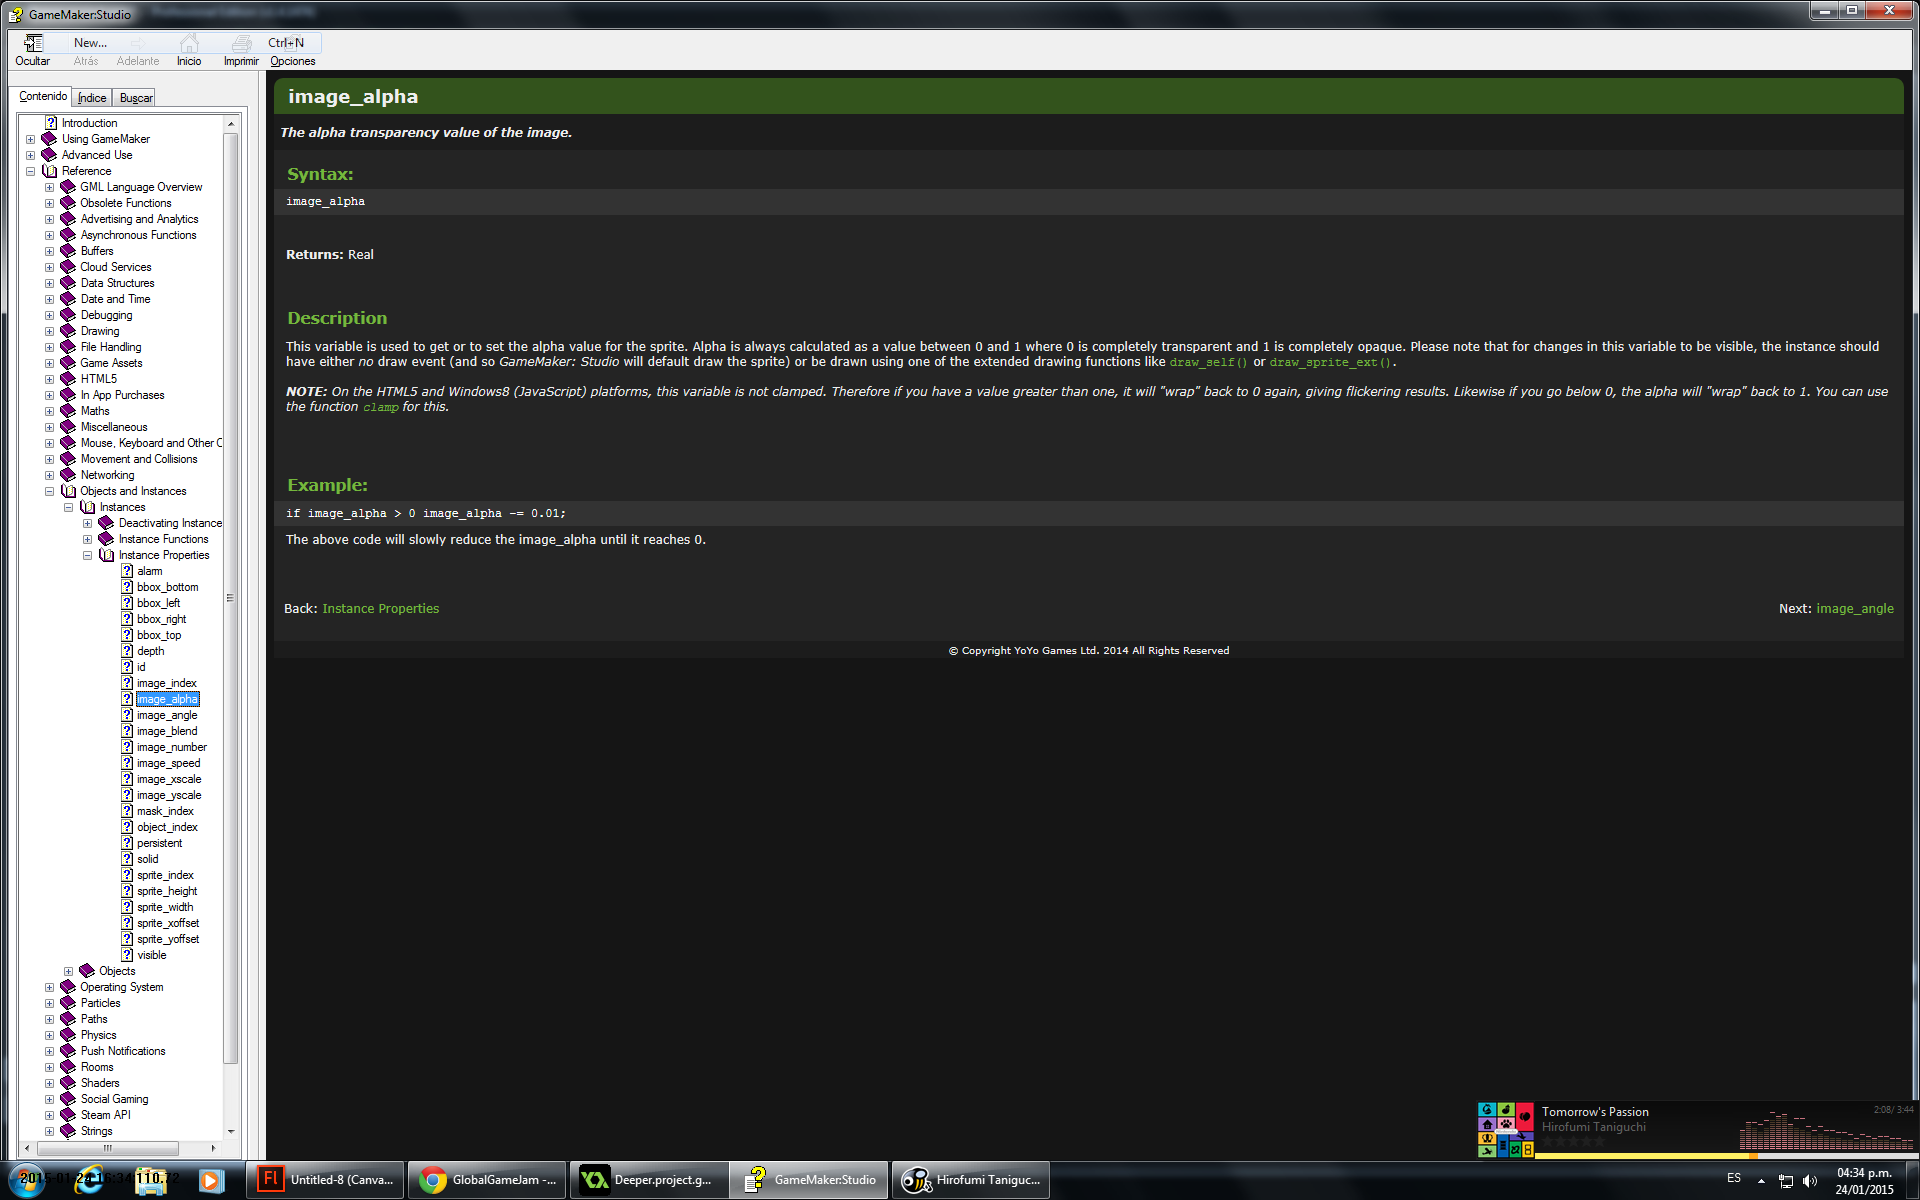 GameMaker:Studio
New...
Ctrl+N
Ocultar
Atrás
Adelante
Inicio
Imprimir
Opciones
Contenido
Índice
Buscar
Introduction
Using GameMaker
Advanced Use
Reference
GML Language Overview
Obsolete Functions
Advertising and Analytics
Asynchronous Functions
Buffers
Cloud Services
Data Structures
Date and Time
Debugging
Drawing
File Handling
Game Assets
HTML5
In App Purchases
Maths
Miscellaneous
Mouse, Keyboard and Other C
Movement and Collisions
Networking
Objects and Instances
Instances
Deactivating Instance
Instance Functions
Instance Properties
alarm
bbox_bottom
bbox_left
bbox_right
bbox_top
depth
id
image_index
image_alpha
image_angle
image_blend
image_number
image_speed
image_xscale
image_yscale
mask_index
object_index
persistent
solid
sprite_index
sprite_height
sprite_width
sprite_xoffset
sprite_yoffset
visible
Objects
Operating System
Particles
Paths
Physics
Push Notifications
Rooms
Shaders
Social Gaming
Steam API
Strings
image_alpha
The alpha transparency value of the image.
Syntax:
image_alpha
Returns: Real
Description
This variable is used to get or to set the alpha value for the sprite. Alpha is always calculated as a value between 0 and 1 where 0 is completely transparent and 1 is completely opaque. Please note that for changes in this variable to be visible, the instance should
have either no draw event (and so GameMaker: Studio will default draw the sprite) or be drawn using one of the extended drawing functions like draw_self() or draw_sprite_ext().
NOTE: On the HTML5 and Windows8 (JavaScript) platforms, this variable is not clamped. Therefore if you have a value greater than one, it will "wrap" back to 0 again, giving flickering results. Likewise if you go below 0, the alpha will "wrap" back to 1. You can use
the function clamp for this.
Example:
if image_alpha > 0 image_alpha -= 0.01;
The above code will slowly reduce the image_alpha until it reaches 0.
Back: Instance Properties
Next: image_angle
© Copyright YoYo Games Ltd. 2014 All Rights Reserved
Tomorrow's Passion
2:08/ 3:44
Hirofumi Taniguchi
Untitled-8 (Canva...
GlobalGameJam -...
Deeper.project.g...
GameMaker:Studio
Hirofumi Taniguc...
ES
04:34 p.m.
24/01/2015